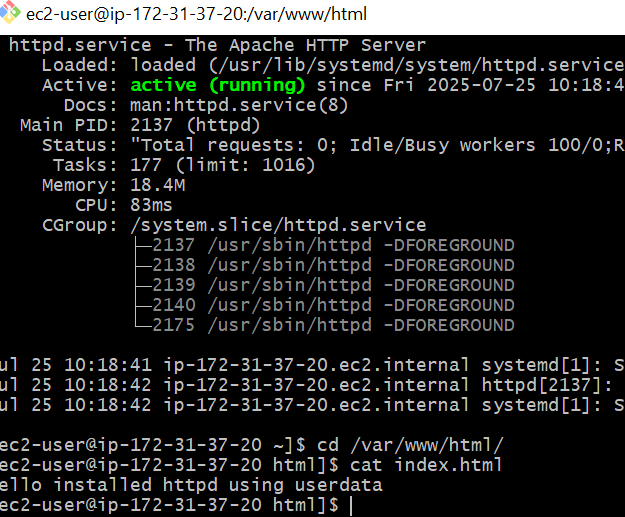 ec2-user@ip-172-31-37-20:/var/www/html
httpd.service - The Apache HTTP Server
Loaded: loaded (/usr/lib/systemd/system/httpd.service
Active: active (running) since Fri 2025-07-25 10:18:4
Docs: man:httpd.service(8)
Main PID: 2137 (httpd)
Status: "Total requests: 0; Idle/Busy workers 100/0;R
Tasks: 177 (limit: 1016)
Memory: 18.4M
CPU: 83ms
CGroup: /system.slice/httpd.service
├─2137 /usr/sbin/httpd -DFOREGROUND
├─2138 /usr/sbin/httpd -DFOREGROUND
├─2139 /usr/sbin/httpd -DFOREGROUND
├─2140 /usr/sbin/httpd -DFOREGROUND
└─2175 /usr/sbin/httpd -DFOREGROUND
ul 25 10:18:41 ip-172-31-37-20.ec2.internal systemd[1]: S
ul 25 10:18:42 ip-172-31-37-20.ec2.internal httpd[2137]:
ul 25 10:18:42 ip-172-31-37-20.ec2.internal systemd[1]: S
ec2-user@ip-172-31-37-20 ~]$ cd /var/www/html/
ec2-user@ip-172-31-37-20 html]$ cat index.html
ello installed httpd using userdata
ec2-user@ip-172-31-37-20 html]$